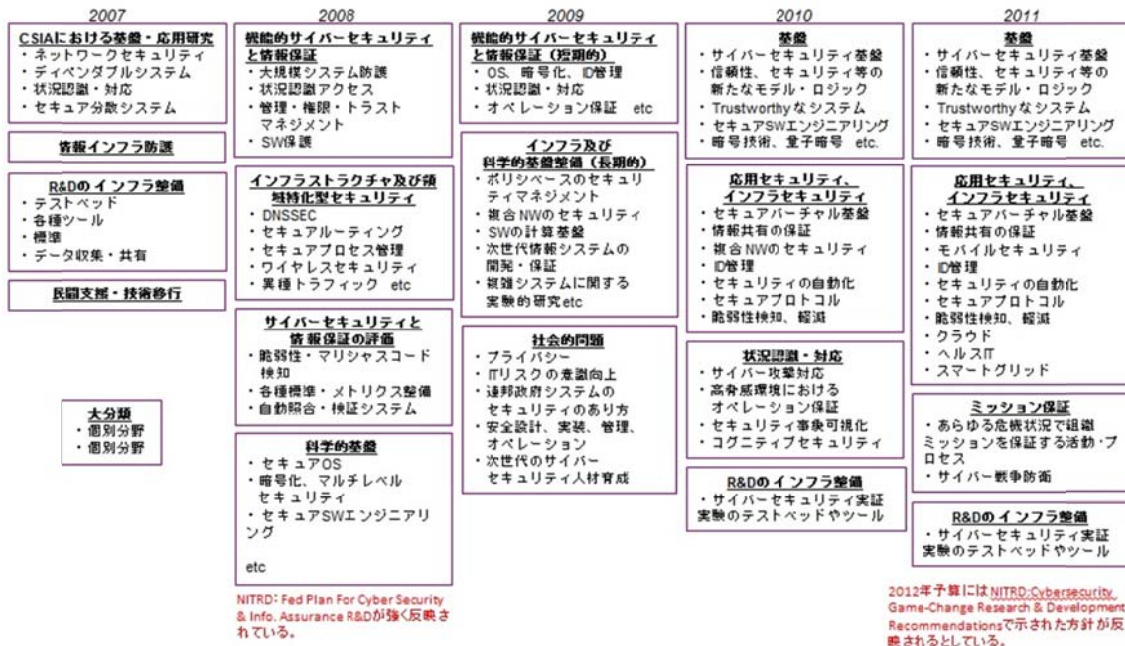 2007
CSIAにおける基盤・応用研究
・ネットワークセキュリティ
・ディペンダブルシステム
・状況認識・対応
・セキュア分散システム
情報インフラ防護
R&Dのインフラ整備
・テストベッド
・各種ツール
・標準
・データ収集・共有
民間支援・技術移行
大分類
・個別分野
・個別分野
2008
機能的サイバーセキュリティ
と情報保証
・大規模システム防護
・状況認識アクセス
・管理・権限・トラスト
マネジメント
・SW保護
インフラストラクチャ及び領
域特化型セキュリティ
・DNSSEC
・セキュアルーティング
・セキュアプロセス管理
・ワイヤレスセキュリティ
・異種トラフィック etc
サイバーセキュリティと
情報保証の評価
・脆弱性・マリシャスコード
検知
・各種標準・メトリクス整備
・自動照合・検証システム
科学的基盤
・セキュアOS
・暗号化、マルチレベル
セキュリティ
・セキュアSWエンジニアリ
ング
etc
NITRD: Fed Plan For Cyber Security
& Info. Assurance R&Dが強く反映さ
れている。
2009
機能的サイバーセキュリティ
と情報保証（短期的）
・OS、暗号化、ID管理
・状況認識・対応
・オペレーション保証 etc
インフラ及び
科学的基盤整備（長期的）
・ポリシベースのセキュリ
ティマネジメント
・複合NWのセキュリティ
・SWの計算基盤
・次世代情報システムの
開発・保証
・複雑システムに関する
実験的研究etc
社会的問題
・プライバシー
・ITリスクの意識向上
・連邦政府システムの
セキュリティのあり方
・安全設計、実装、管理、
オペレーション
・次世代のサイバー
セキュリティ人材育成
2010
基盤
・サイバーセキュリティ基盤
・信頼性、セキュリティ等の
新たなモデル・ロジック
・Trustworthyなシステム
・セキュアSWエンジニアリング
・暗号技術、量子暗号 etc.
応用セキュリティ、
インフラセキュリティ
・セキュアバーチャル基盤
・情報共有の保証
・複合NWのセキュリティ
・ID管理
・セキュリティの自動化
・セキュアプロトコル
・脆弱性検知、軽減
状況認識・対応
・サイバー攻撃対応
・高脅威環境における
オペレーション保証
・セキュリティ事象可視化
・コグニティブセキュリティ
R&Dのインフラ整備
・サイバーセキュリティ実証
実験のテストベッドやツール
2011
基盤
・サイバーセキュリティ基盤
・信頼性、セキュリティ等の
新たなモデル・ロジック
・Trustworthyなシステム
・セキュアSWエンジニアリング
・暗号技術、量子暗号 etc.
応用セキュリティ、
インフラセキュリティ
・セキュアバーチャル基盤
・情報共有の保証
・モバイルセキュリティ
・ID管理
・セキュリティの自動化
・セキュアプロトコル
・脆弱性検知、軽減
・クラウド
・ヘルスIT
・スマートグリッド
ミッション保証
・あらゆる危機状況で組織
ミッションを保証する活動・プ
ロセス
・サイバー戦争防衛
R&Dのインフラ整備
・サイバーセキュリティ実証
実験のテストベッドやツール
2012年予算にはNITRD:Cybersecurity
Game-Change Research & Development
Recommendationsで示された方針が反
映されるとしている。